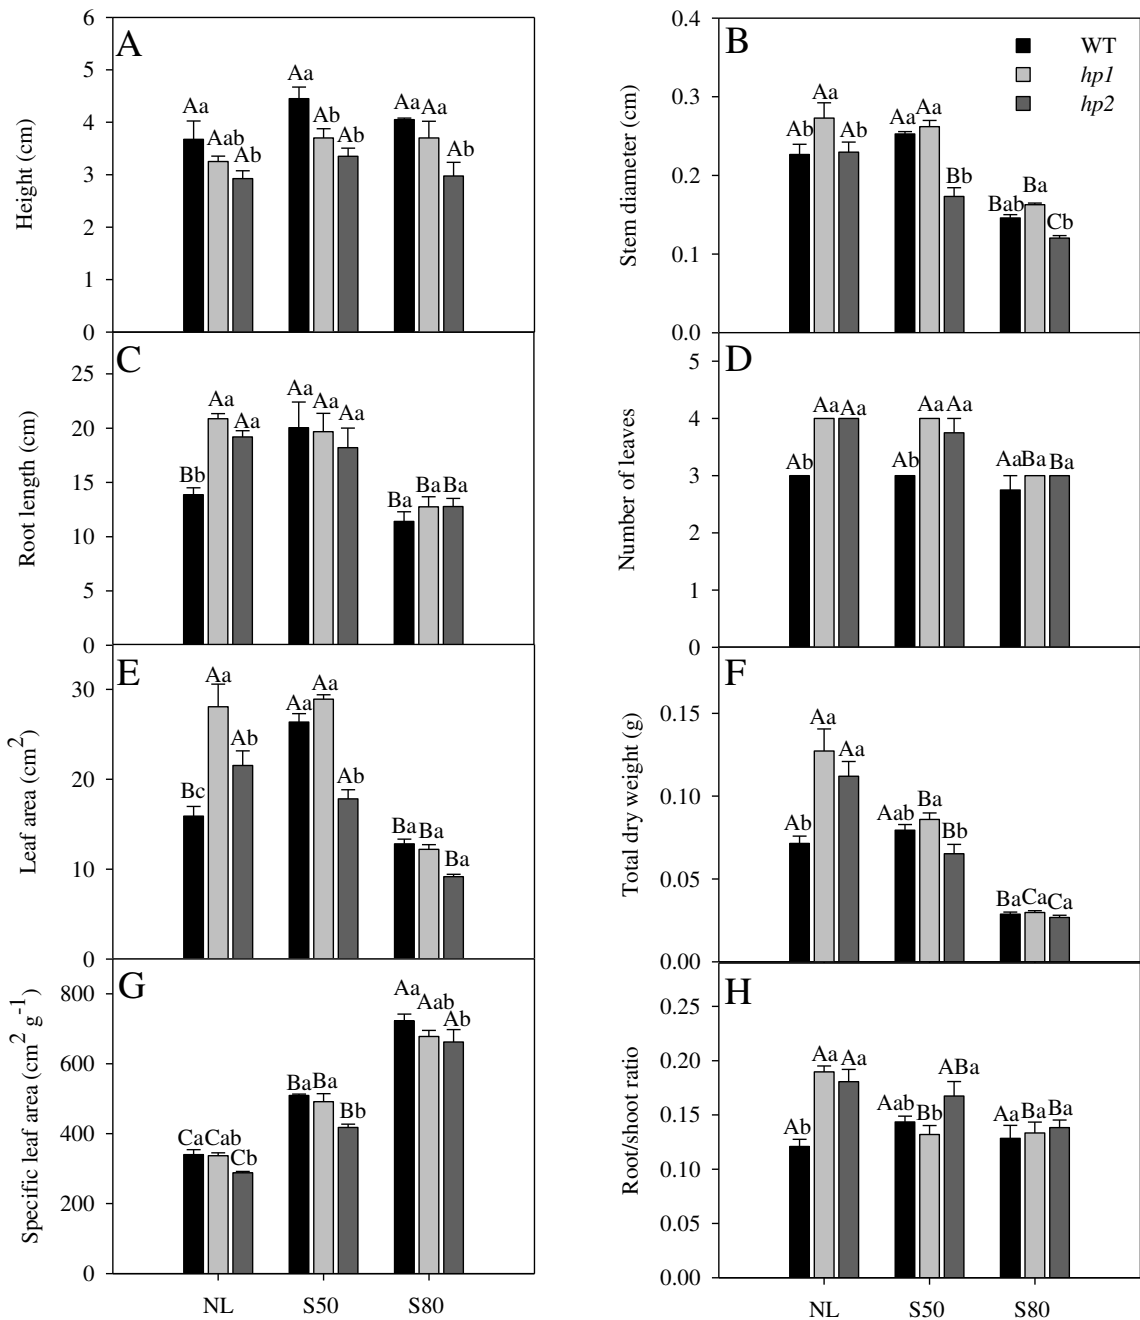 A
Height (cm)
6
5
4
3
2
1
0
Aa
Aab
Ab
Aa
Ab
Ab
Aa
Aa
Ab
B
Stem diameter (cm)
0.4
0.3
0.2
0.1
0.0
WT
hp1
hp2
Ab
Aa
Ab
Aa
Aa
Bb
Bab
Ba
Cb
C
Root length (cm)
25
20
15
10
5
0
Bb
Aa
Aa
Aa
Aa
Aa
Ba
Ba
Ba
D
Number of leaves
5
4
3
2
1
0
Ab
Aa
Aa
Ab
Aa
Aa
Aa
Ba
Ba
E
Leaf area (cm²)
30
20
10
0
Bc
Aa
Ab
Aa
Aa
Ab
Ba
Ba
Ba
F
Total dry weight (g)
0.15
0.10
0.05
0.00
Ab
Aa
Aa
Aab
Ba
Bb
Ba
Ca
Ca
G
Specific leaf area (cm² g⁻¹)
800
600
400
200
0
Ca
Cab
Cb
Ba
Ba
Bb
Aa
Aab
Ab
NL S50 S80
H
Root/shoot ratio
0.25
0.20
0.15
0.10
0.05
0.00
Ab
Aa
Aa
Aab
Bb
ABa
Aa
Ba
Ba
NL S50 S80